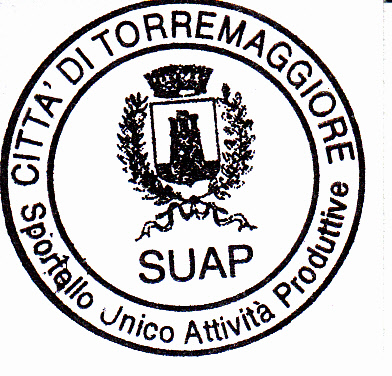 CITTA' DI TORREMAGGIORE
SUAP
Sportello Unico Attività Produttive